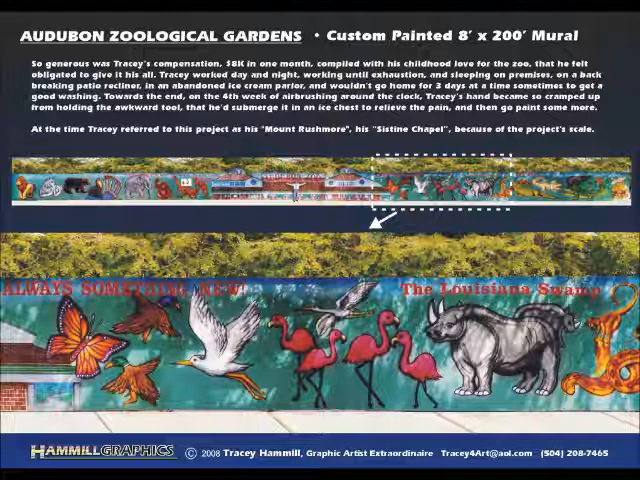 AUDUBON ZOOLOGICAL GARDENS • Custom Painted 8' x 200' Mural
So generous was Tracey's compensation, $8K in one month, compiled with his childhood love for the zoo, that he felt
obligated to give it his all. Tracey worked day and night, working until exhaustion, and sleeping on premises, on a back
breaking patio recliner, in an abandoned ice cream parlor, and wouldn't go home for 3 days at a time sometimes to get a
good washing. Towards the end, on the 4th week of airbrushing around the clock, Tracey's hand became so cramped up
from holding the awkward tool, that he'd submerge it in an ice chest to relieve the pain, and then go paint some more.
At the time Tracey referred to this project as his "Mount Rushmore", his "Sistine Chapel", because of the project's scale.
ALWAYS SOMETHING NEW!
The Louisiana Swamp
HAMMILLGRAPHICS © 2008 Tracey Hammill, Graphic Artist Extraordinaire Tracey4Art@aol.com (504) 208-7465